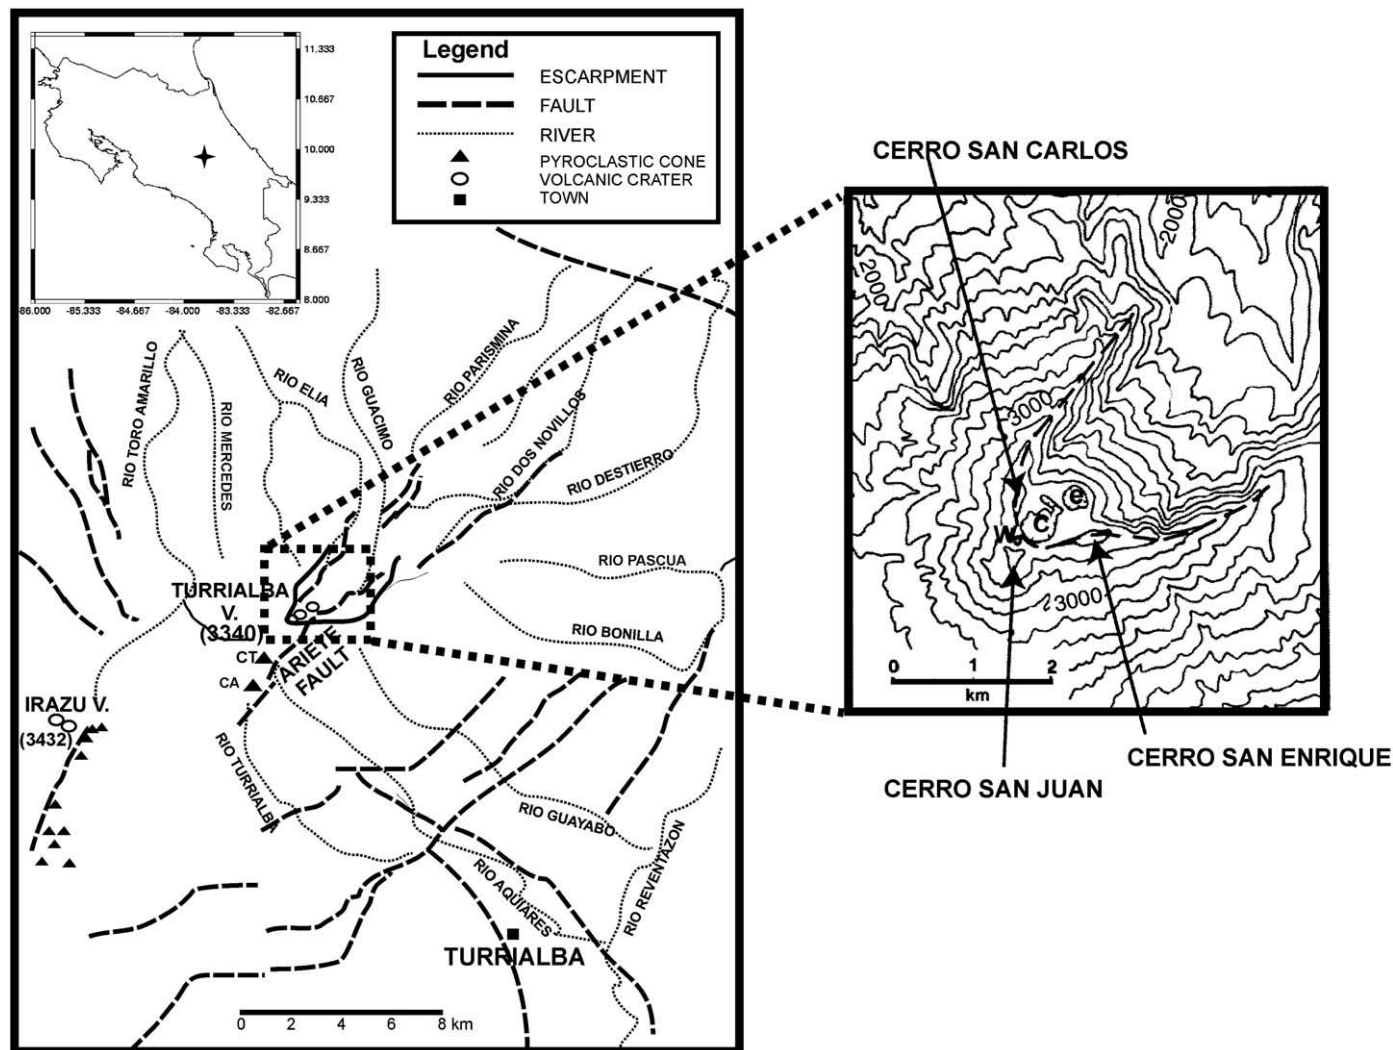 11.333
10.667
10.000
9.333
8.667
8.000
-86.000
-85.333
-84.667
-84.000
-83.333
-82.667
Legend
ESCARPMENT
FAULT
RIVER
PYROCLASTIC CONE
VOLCANIC CRATER
TOWN
RIO TORO AMARILLO
RIO MERCEDES
RIO ELIA
RIO GUACIMO
RIO PARISMINA
RIO DOS NOVILLOS
RIO DESTIERRO
RIO PASCUA
RIO BONILLA
TURRIALBA
V.
(3340)
ARIETE
FAULT
CT
CA
IRAZU V.
(3432)
RIO TURRIALBA
RIO GUAYABO
RIO AQUIARES
RIO REVENTAZON
TURRIALBA
0 2 4 6 8 km
CERRO SAN CARLOS
2000
2000
3000
e
C
W
3000
0 1 2
km
CERRO SAN ENRIQUE
CERRO SAN JUAN